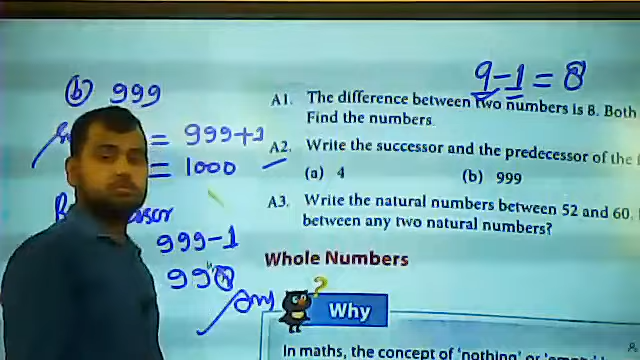 9-1=8
(b) 999
= 999+1
= 1000
999-1
99
Ans
A1. The difference between two numbers is 8. Both
Find the numbers.
A2. Write the successor and the predecessor of the
(a) 4 (b) 999
A3. Write the natural numbers between 52 and 60.
between any two natural numbers?
Whole Numbers
Why
In maths, the concept of 'nothing' or